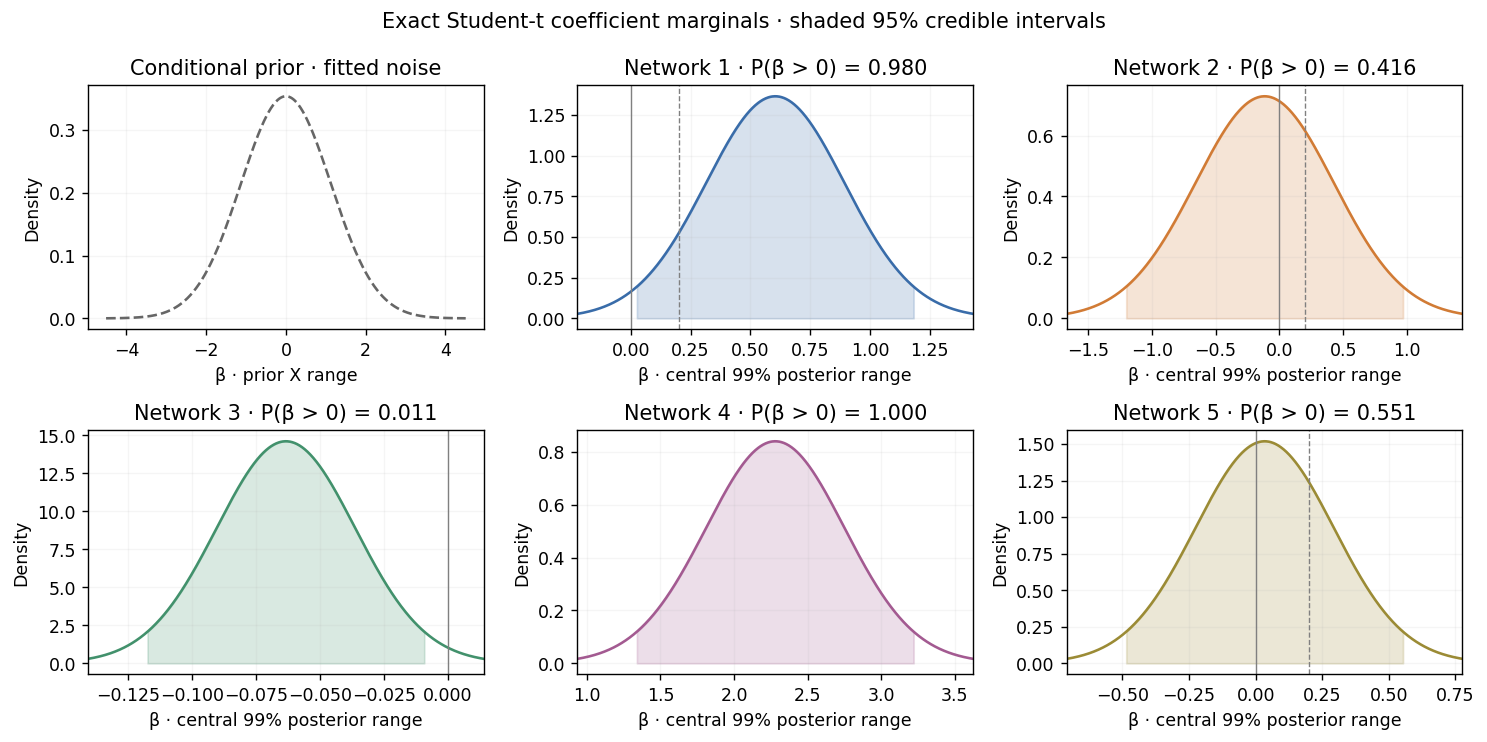 Exact Student-t coefficient marginals · shaded 95% credible intervals
Conditional prior · fitted noise
Density
0.3
0.2
0.1
0.0
−4 −2 0 2 4
β · prior X range
Network 1 · P(β > 0) = 0.980
Density
1.25
1.00
0.75
0.50
0.25
0.00
0.00 0.25 0.50 0.75 1.00 1.25
β · central 99% posterior range
Network 2 · P(β > 0) = 0.416
Density
0.6
0.4
0.2
0.0
−1.5 −1.0 −0.5 0.0 0.5 1.0
β · central 99% posterior range
Network 3 · P(β > 0) = 0.011
Density
15.0
12.5
10.0
7.5
5.0
2.5
0.0
−0.125 −0.100 −0.075 −0.050 −0.025 0.000
β · central 99% posterior range
Network 4 · P(β > 0) = 1.000
Density
0.8
0.6
0.4
0.2
0.0
1.0 1.5 2.0 2.5 3.0 3.5
β · central 99% posterior range
Network 5 · P(β > 0) = 0.551
Density
1.50
1.25
1.00
0.75
0.50
0.25
0.00
−0.50 −0.25 0.00 0.25 0.50 0.75
β · central 99% posterior range